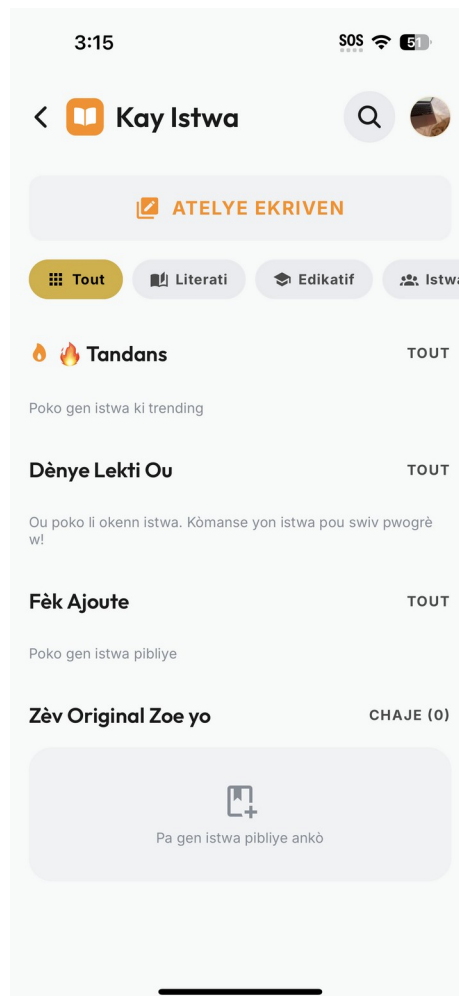 3:15 SOS 51
Kay Istwa
ATELYE EKRIVEN
Tout Literati Edikatif Istwa
Tandans TOUT
Poko gen istwa ki trending
Dènye Lekti Ou TOUT
Ou poko li okenn istwa. Kòmanse yon istwa pou swiv pwogrè
w!
Fèk Ajoute TOUT
Poko gen istwa pibliye
Zèv Original Zoe yo CHAJE (0)
Pa gen istwa pibliye ankò